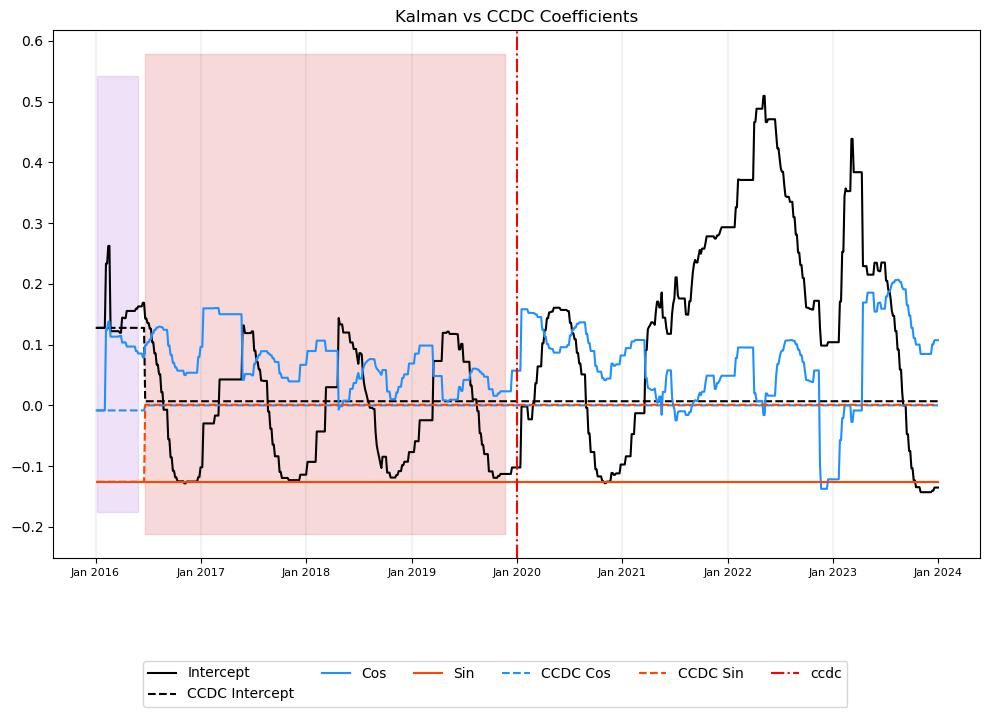 Kalman vs CCDC Coefficients
0.6
0.5
0.4
0.3
0.2
0.1
0.0
−0.1
−0.2
Jan 2016 Jan 2017 Jan 2018 Jan 2019 Jan 2020 Jan 2021 Jan 2022 Jan 2023 Jan 2024
Intercept Cos Sin CCDC Cos CCDC Sin ccdc
CCDC Intercept